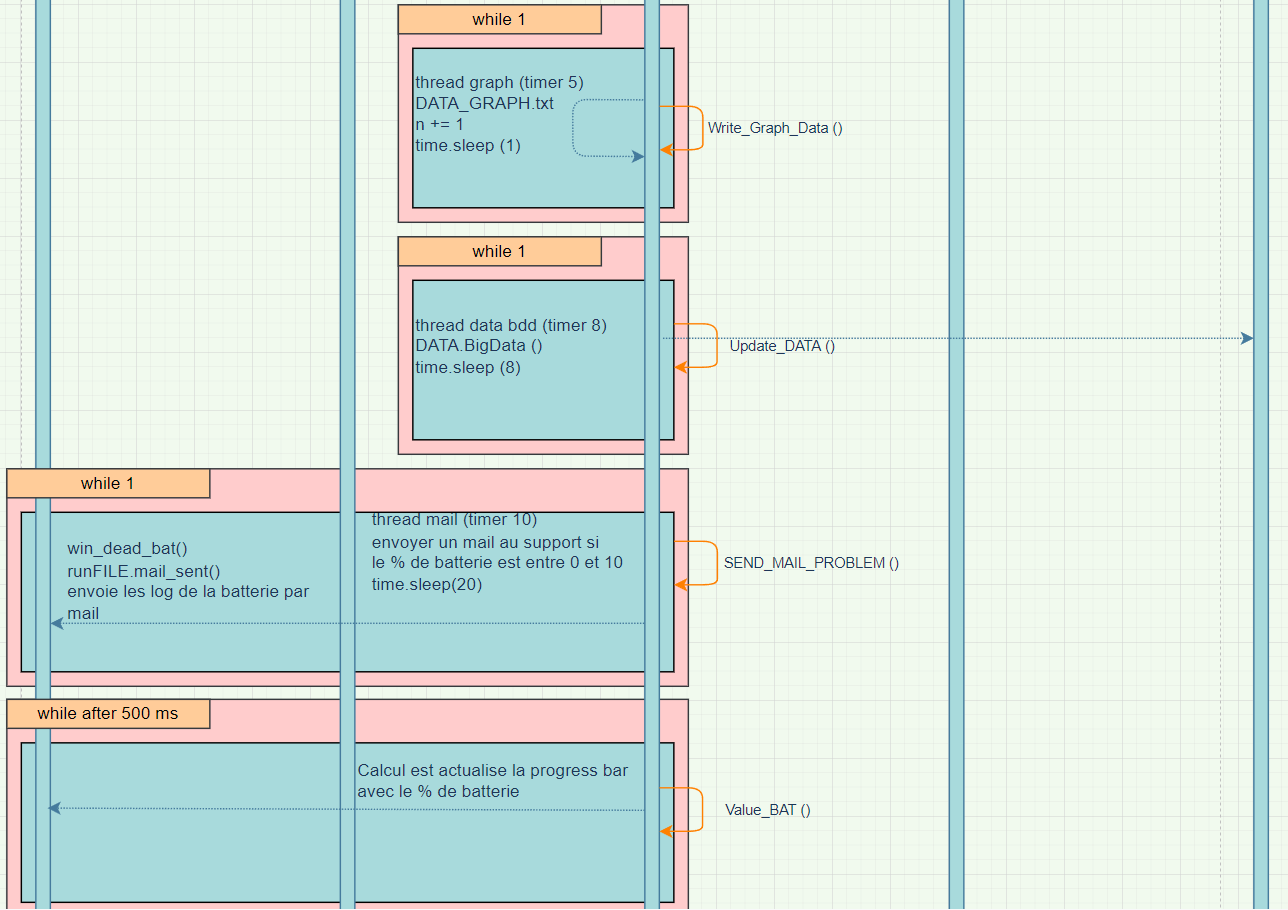 while 1
thread graph (timer 5)
DATA_GRAPH.txt
n += 1
time.sleep (1)
Write_Graph_Data ()
while 1
thread data bdd (timer 8)
DATA.BigData ()
time.sleep (8)
Update_DATA ()
while 1
win_dead_bat()
runFILE.mail_sent()
envoie les log de la batterie par
mail
thread mail (timer 10)
envoyer un mail au support si
le % de batterie est entre 0 et 10
time.sleep(20)
SEND_MAIL_PROBLEM ()
while after 500 ms
Calcul est actualise la progress bar
avec le % de batterie
Value_BAT ()